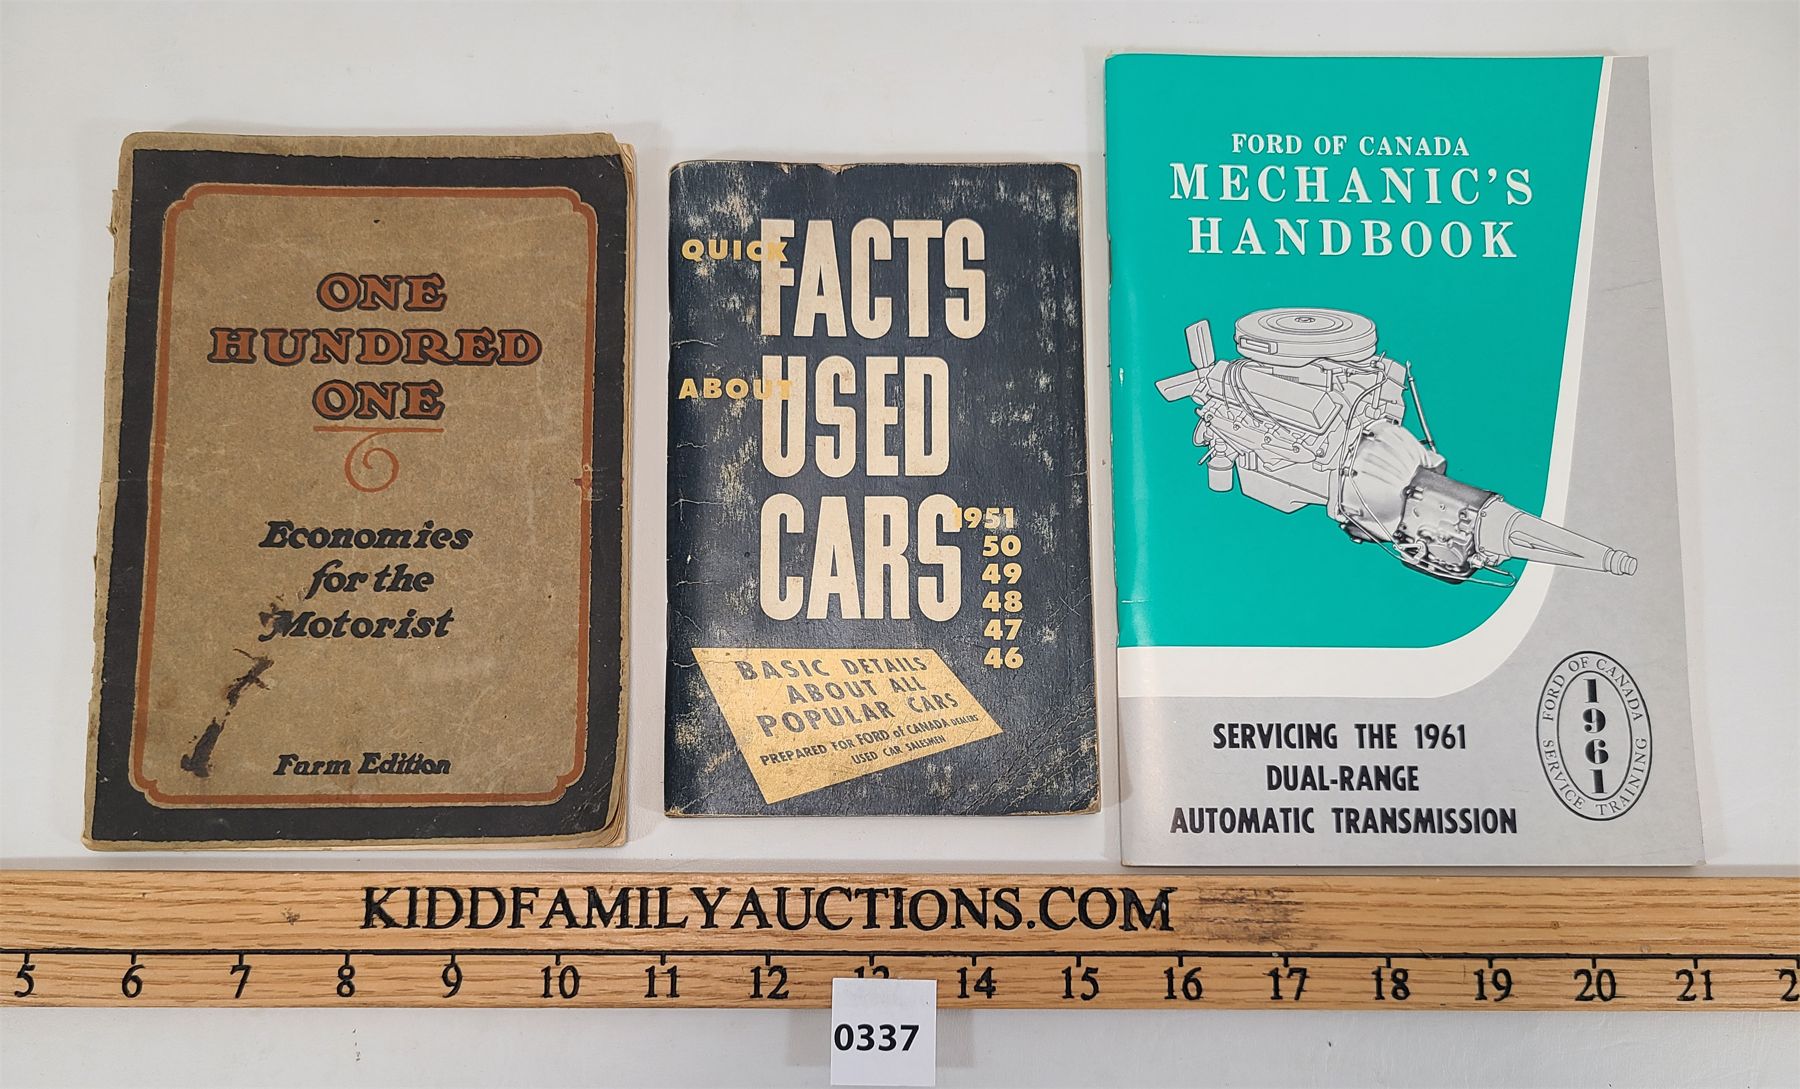 ONE
HUNDRED
ONE
Economies
for the
Motorist
Farm Edition
QUICK FACTS
ABOUT USED
CARS
1951
50
49
48
47
46
BASIC DETAILS
ABOUT ALL
POPULAR CARS
PREPARED FOR FORD of CANADA DEALERS
USED CAR SALESMEN
FORD OF CANADA
MECHANIC'S
HANDBOOK
SERVICING THE 1961
DUAL-RANGE
AUTOMATIC TRANSMISSION
FORD OF CANADA
1961
SERVICE TRAINING
KIDDFAMILYAUCTIONS.COM
5 6 7 8 9 10 11 12 13 14 15 16 17 18 19 20 21 2
0337